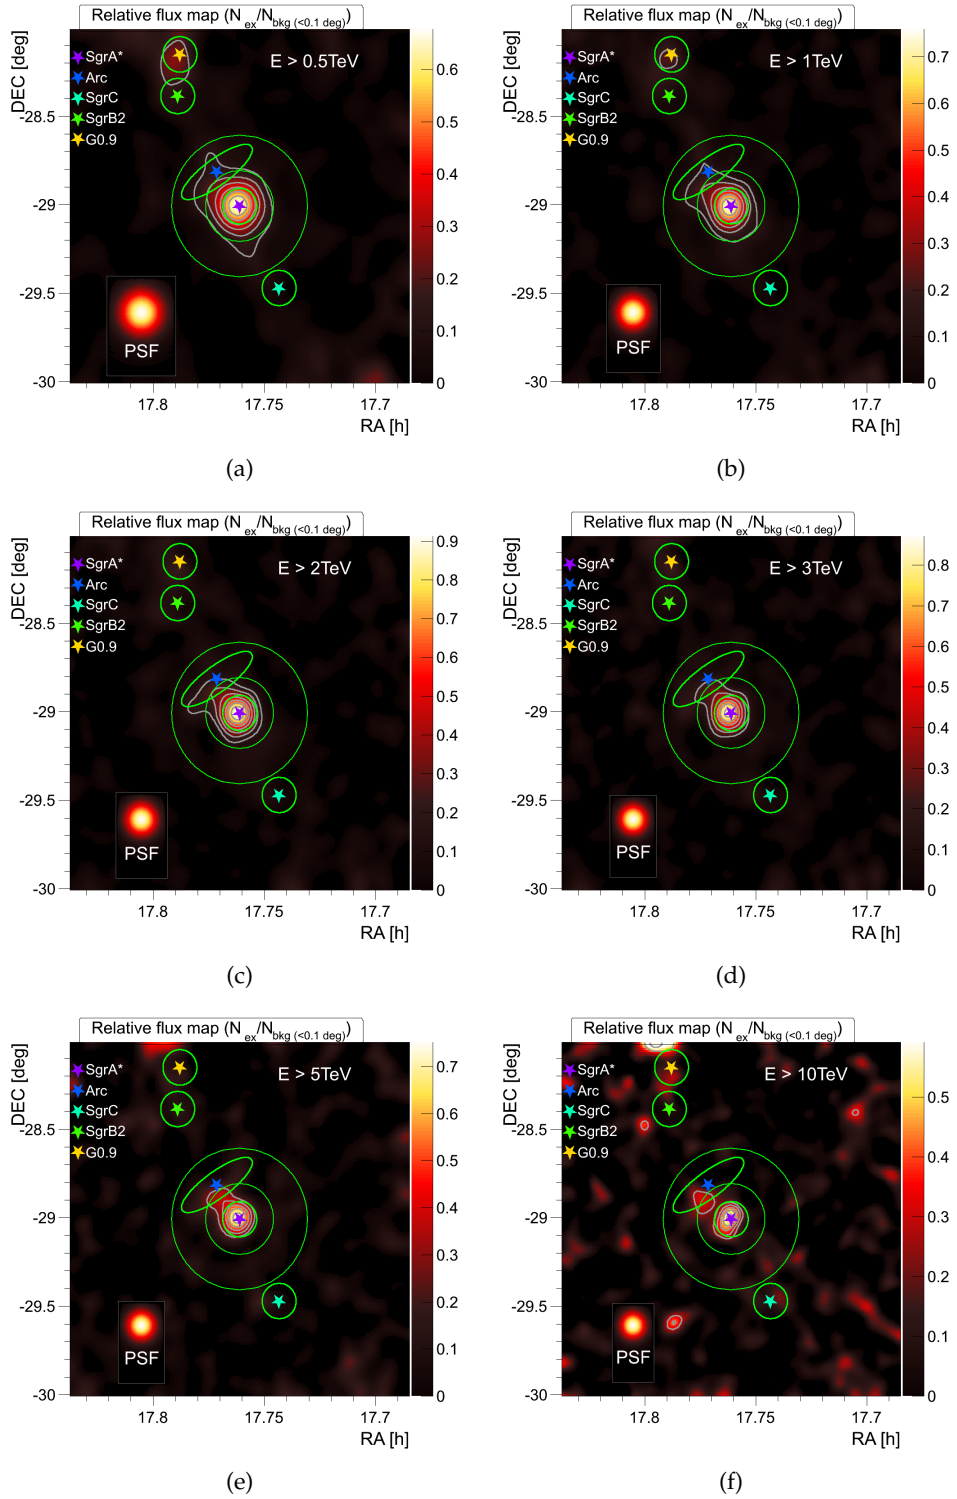 Relative flux map (N_ex/N_bkg (<0.1 deg))
DEC [deg]
E > 0.5TeV
SgrA*
Arc
SgrC
SgrB2
G0.9
-28.5
-29
-29.5
-30
PSF
17.8 17.75 17.7
RA [h]
0.6
0.5
0.4
0.3
0.2
0.1
0
(a)
Relative flux map (N_ex/N_bkg (<0.1 deg))
DEC [deg]
E > 1TeV
SgrA*
Arc
SgrC
SgrB2
G0.9
-28.5
-29
-29.5
-30
PSF
17.8 17.75 17.7
RA [h]
0.7
0.6
0.5
0.4
0.3
0.2
0.1
0
(b)
Relative flux map (N_ex/N_bkg (<0.1 deg))
DEC [deg]
E > 2TeV
SgrA*
Arc
SgrC
SgrB2
G0.9
-28.5
-29
-29.5
-30
PSF
17.8 17.75 17.7
RA [h]
0.9
0.8
0.7
0.6
0.5
0.4
0.3
0.2
0.1
0
(c)
Relative flux map (N_ex/N_bkg (<0.1 deg))
DEC [deg]
E > 3TeV
SgrA*
Arc
SgrC
SgrB2
G0.9
-28.5
-29
-29.5
-30
PSF
17.8 17.75 17.7
RA [h]
0.8
0.7
0.6
0.5
0.4
0.3
0.2
0.1
0
(d)
Relative flux map (N_ex/N_bkg (<0.1 deg))
DEC [deg]
E > 5TeV
SgrA*
Arc
SgrC
SgrB2
G0.9
-28.5
-29
-29.5
-30
PSF
17.8 17.75 17.7
RA [h]
0.7
0.6
0.5
0.4
0.3
0.2
0.1
0
(e)
Relative flux map (N_ex/N_bkg (<0.1 deg))
DEC [deg]
E > 10TeV
SgrA*
Arc
SgrC
SgrB2
G0.9
-28.5
-29
-29.5
-30
PSF
17.8 17.75 17.7
RA [h]
0.5
0.4
0.3
0.2
0.1
0
(f)